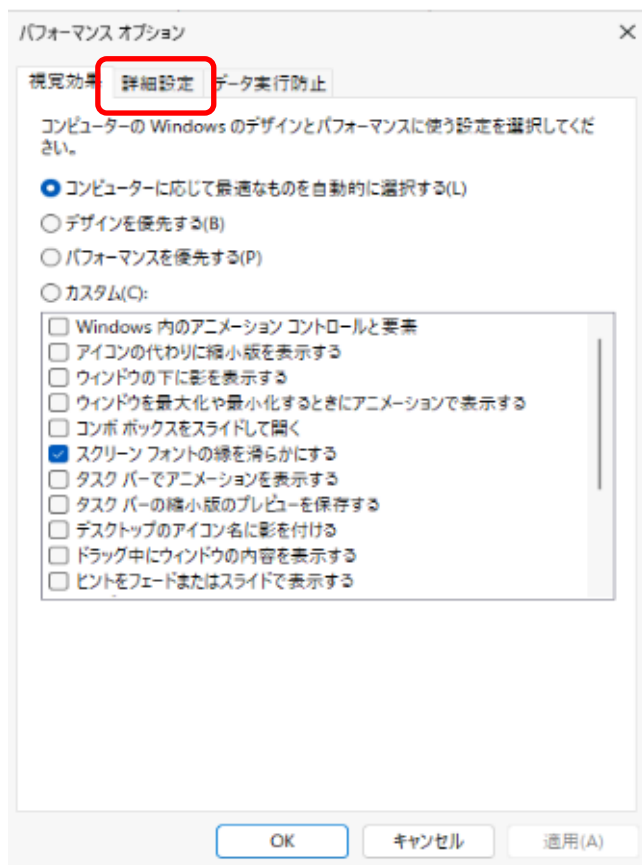 パフォーマンス オプション
視覚効果 詳細設定 データ実行防止
コンピューターの Windows のデザインとパフォーマンスに使う設定を選択してくだ
さい。
コンピューターに応じて最適なものを自動的に選択する(L)
デザインを優先する(B)
パフォーマンスを優先する(P)
カスタム(C):
Windows 内のアニメーション コントロールと要素
アイコンの代わりに縮小版を表示する
ウィンドウの下に影を表示する
ウィンドウを最大化や最小化するときにアニメーションで表示する
コンボ ボックスをスライドして開く
スクリーン フォントの縁を滑らかにする
タスク バーでアニメーションを表示する
タスク バーの縮小版のプレビューを保存する
デスクトップのアイコン名に影を付ける
ドラッグ中にウィンドウの内容を表示する
ヒントをフェードまたはスライドで表示する
OK キャンセル 適用(A)